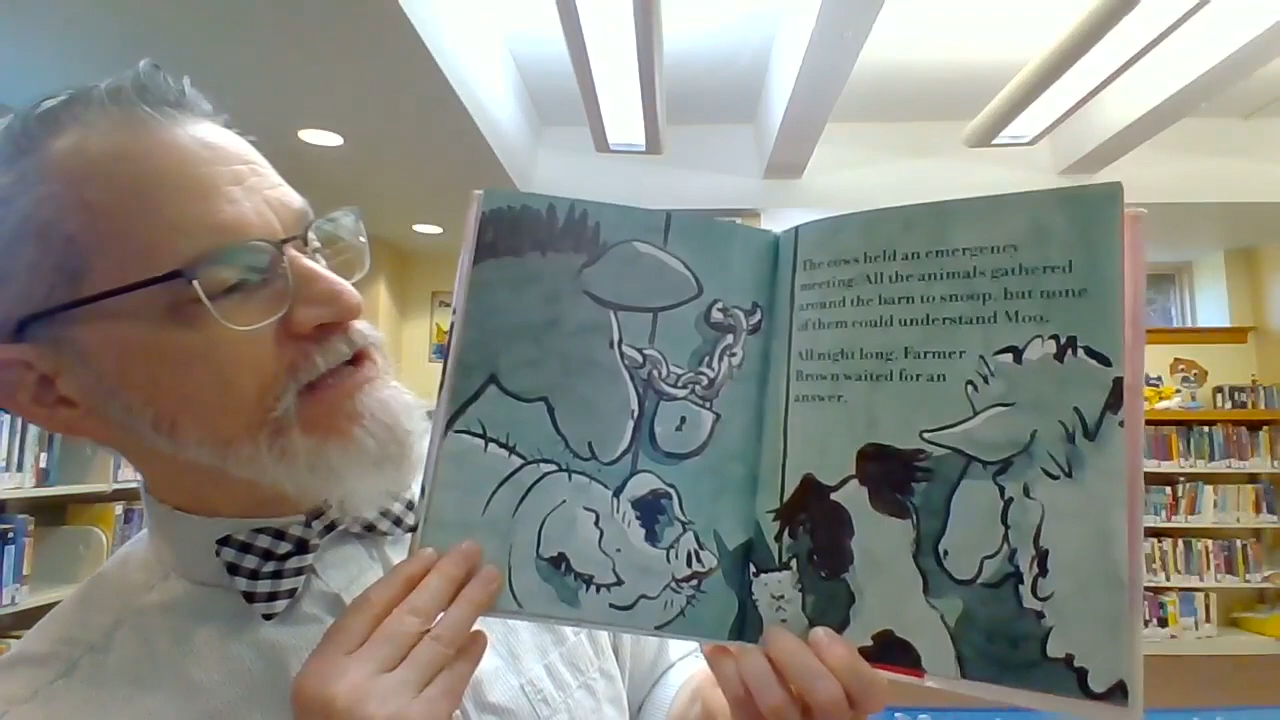 The cows held an emergency
meeting. All the animals gathered
around the barn to snoop, but none
of them could understand Moo.
All night long, Farmer
Brown waited for an
answer.